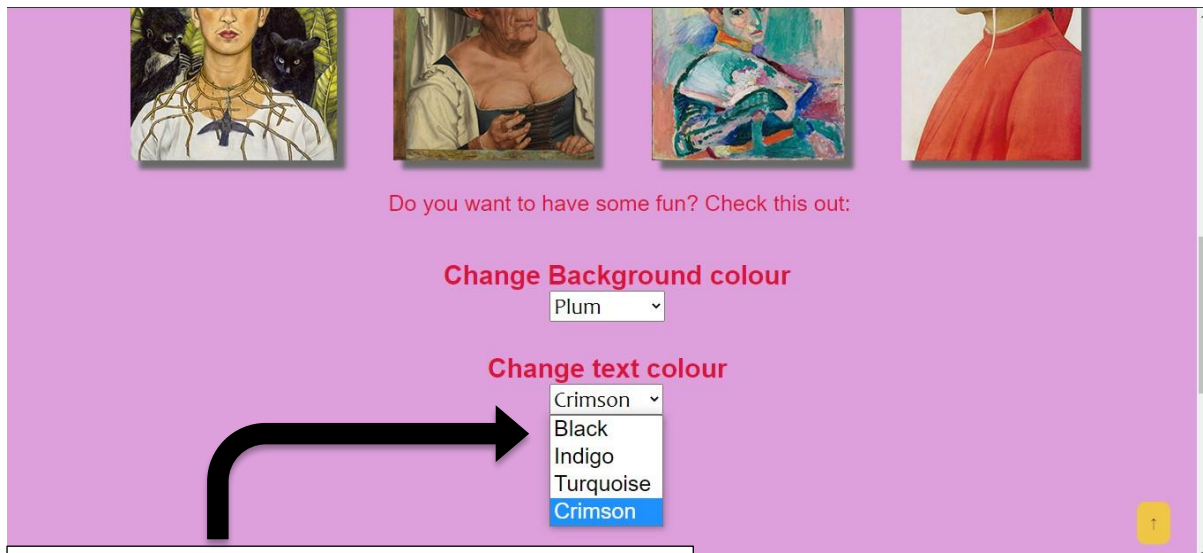 Do you want to have some fun? Check this out:
Change Background colour
Plum
Change text colour
Crimson
Black
Indigo
Turquoise
Crimson
↑